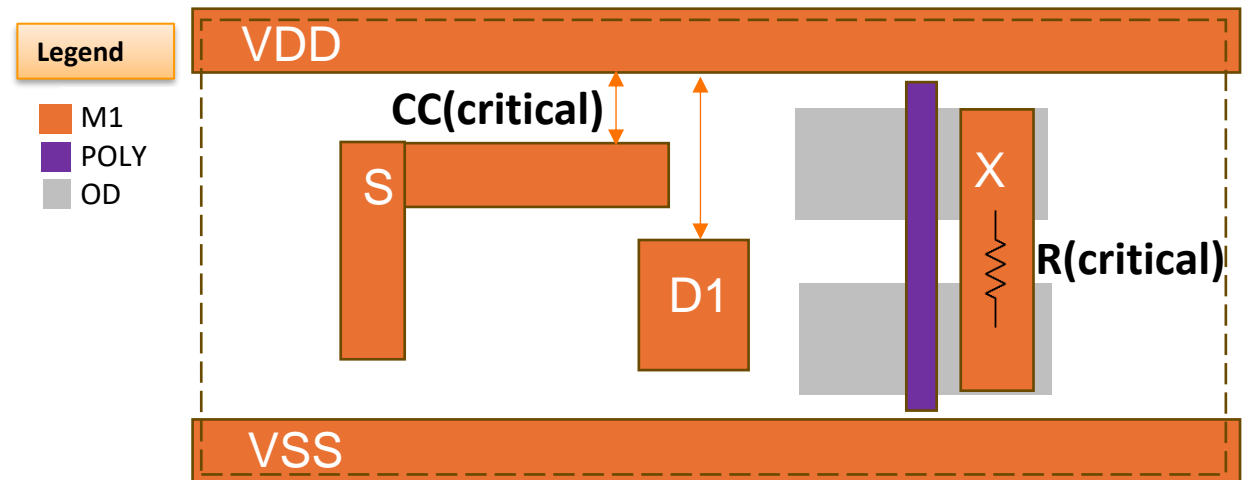 Legend
M1
POLY
OD
VDD
CC(critical)
S
D1
X
R(critical)
VSS